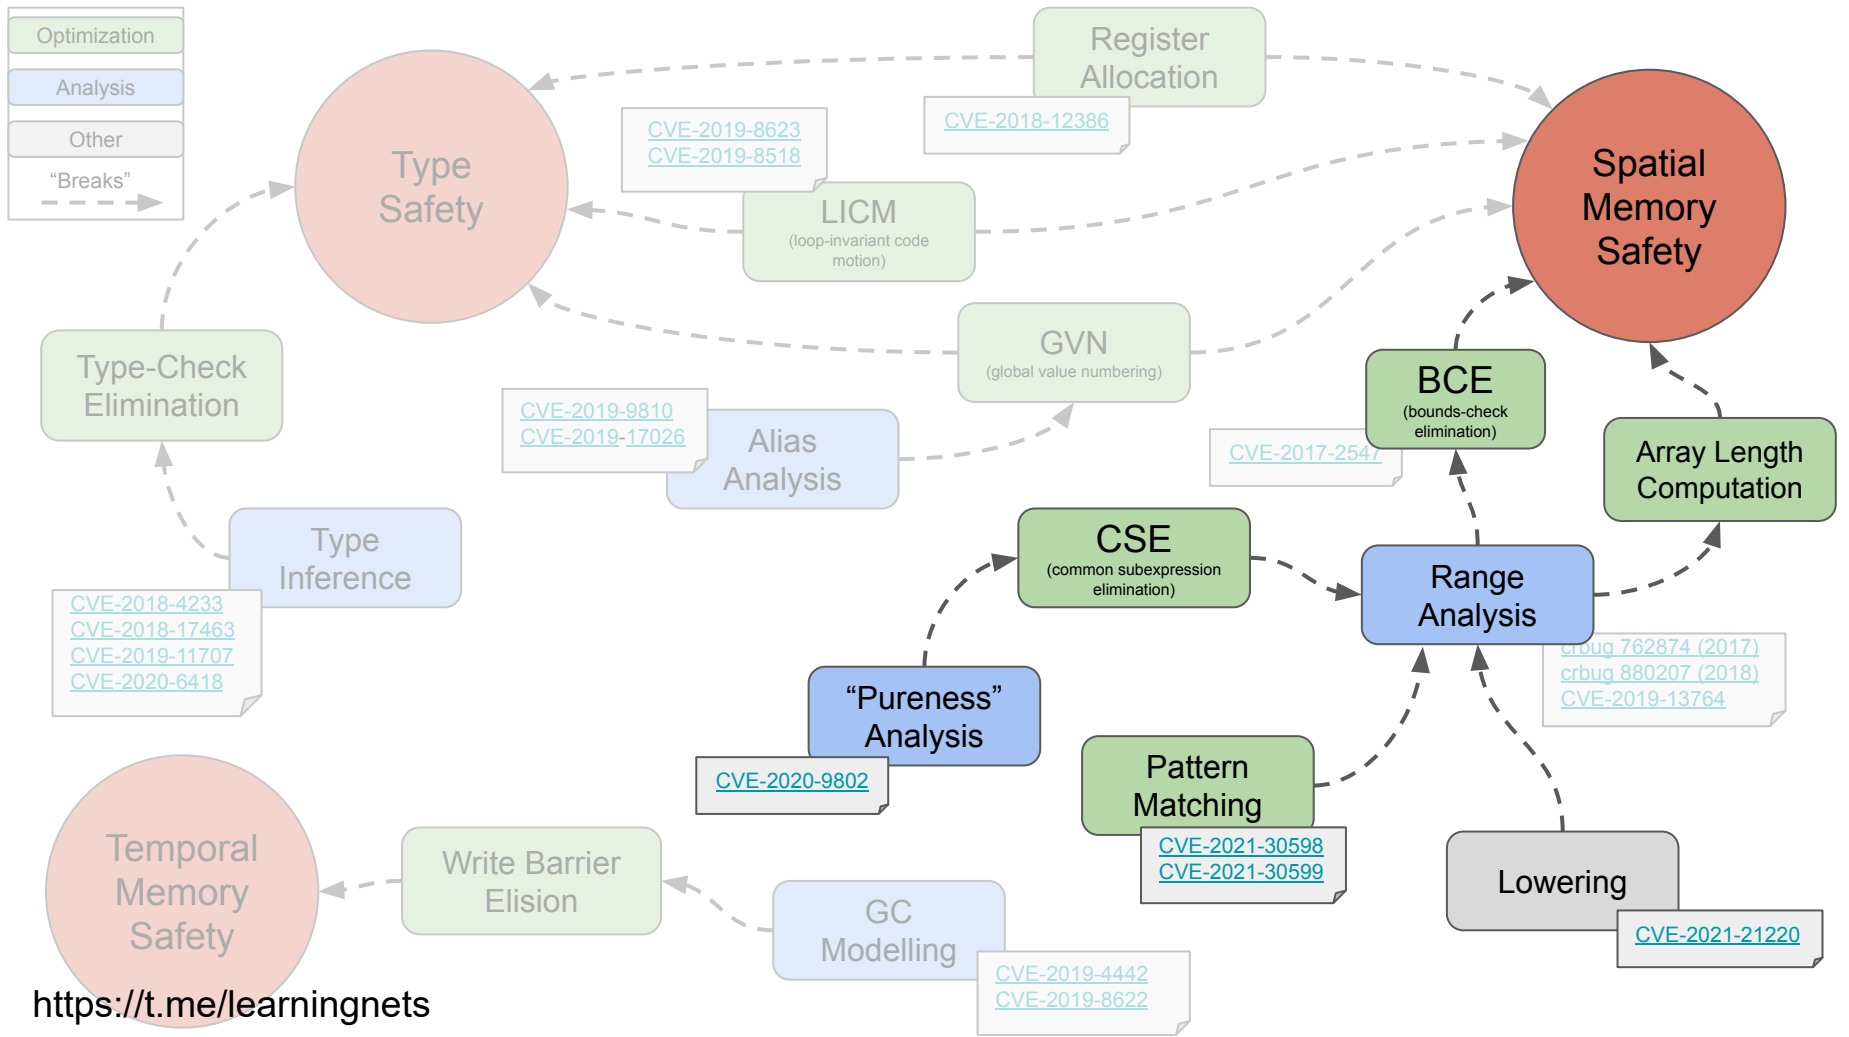 Optimization
Analysis
Other
“Breaks”
Type
Safety
Register
Allocation
CVE-2018-12386
CVE-2019-8623
CVE-2019-8518
LICM
(loop-invariant code
motion)
Spatial
Memory
Safety
GVN
(global value numbering)
Type-Check
Elimination
CVE-2019-9810
CVE-2019-17026
Alias
Analysis
BCE
(bounds-check
elimination)
CVE-2017-2547
Array Length
Computation
Type
Inference
CVE-2018-4233
CVE-2018-17463
CVE-2019-11707
CVE-2020-6418
CSE
(common subexpression
elimination)
Range
Analysis
crbug 762874 (2017)
crbug 880207 (2018)
CVE-2019-13764
“Pureness”
Analysis
CVE-2020-9802
Pattern
Matching
CVE-2021-30598
CVE-2021-30599
Lowering
CVE-2021-21220
Temporal
Memory
Safety
Write Barrier
Elision
GC
Modelling
CVE-2019-4442
CVE-2019-8622
https://t.me/learningnets